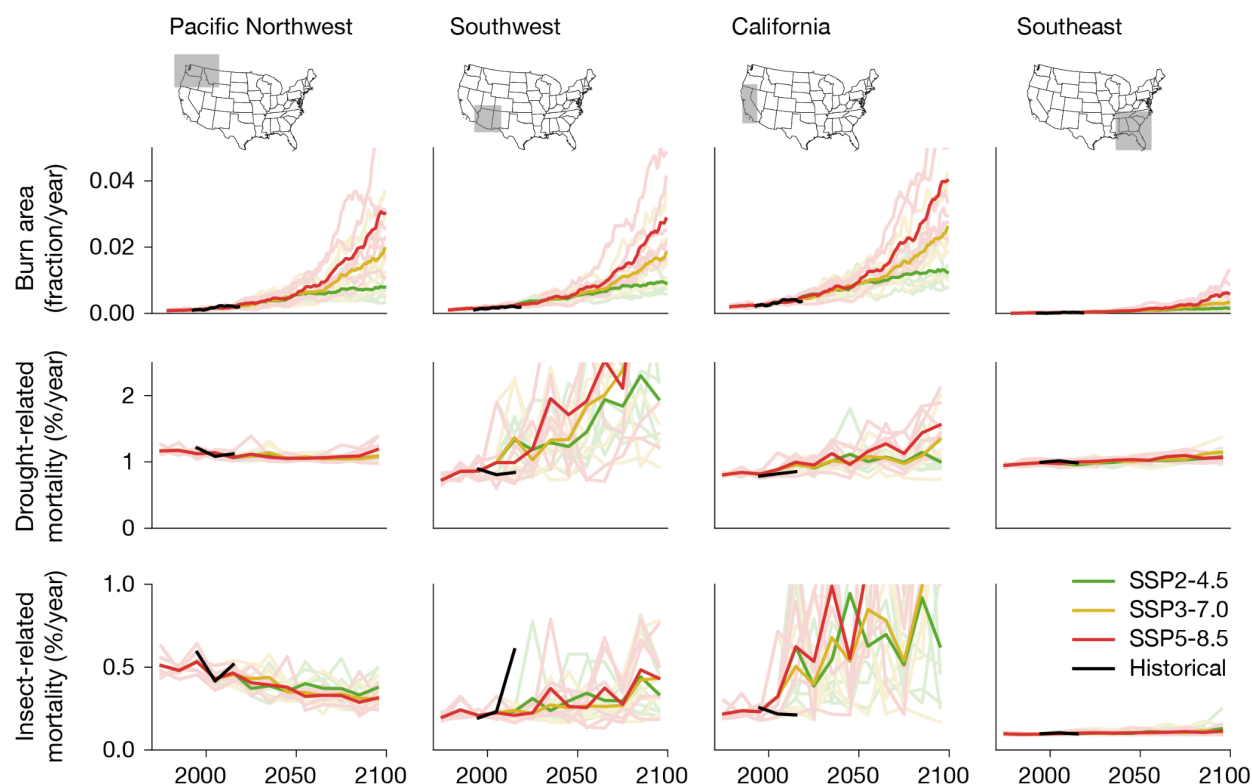 Pacific Northwest
Southwest
California
Southeast
Burn area
(fraction/year)
0.04
0.02
0.00
Drought-related
mortality (%/year)
2
1
0
Insect-related
mortality (%/year)
1.0
0.5
0.0
SSP2-4.5
SSP3-7.0
SSP5-8.5
Historical
2000 2050 2100 2000 2050 2100 2000 2050 2100 2000 2050 2100